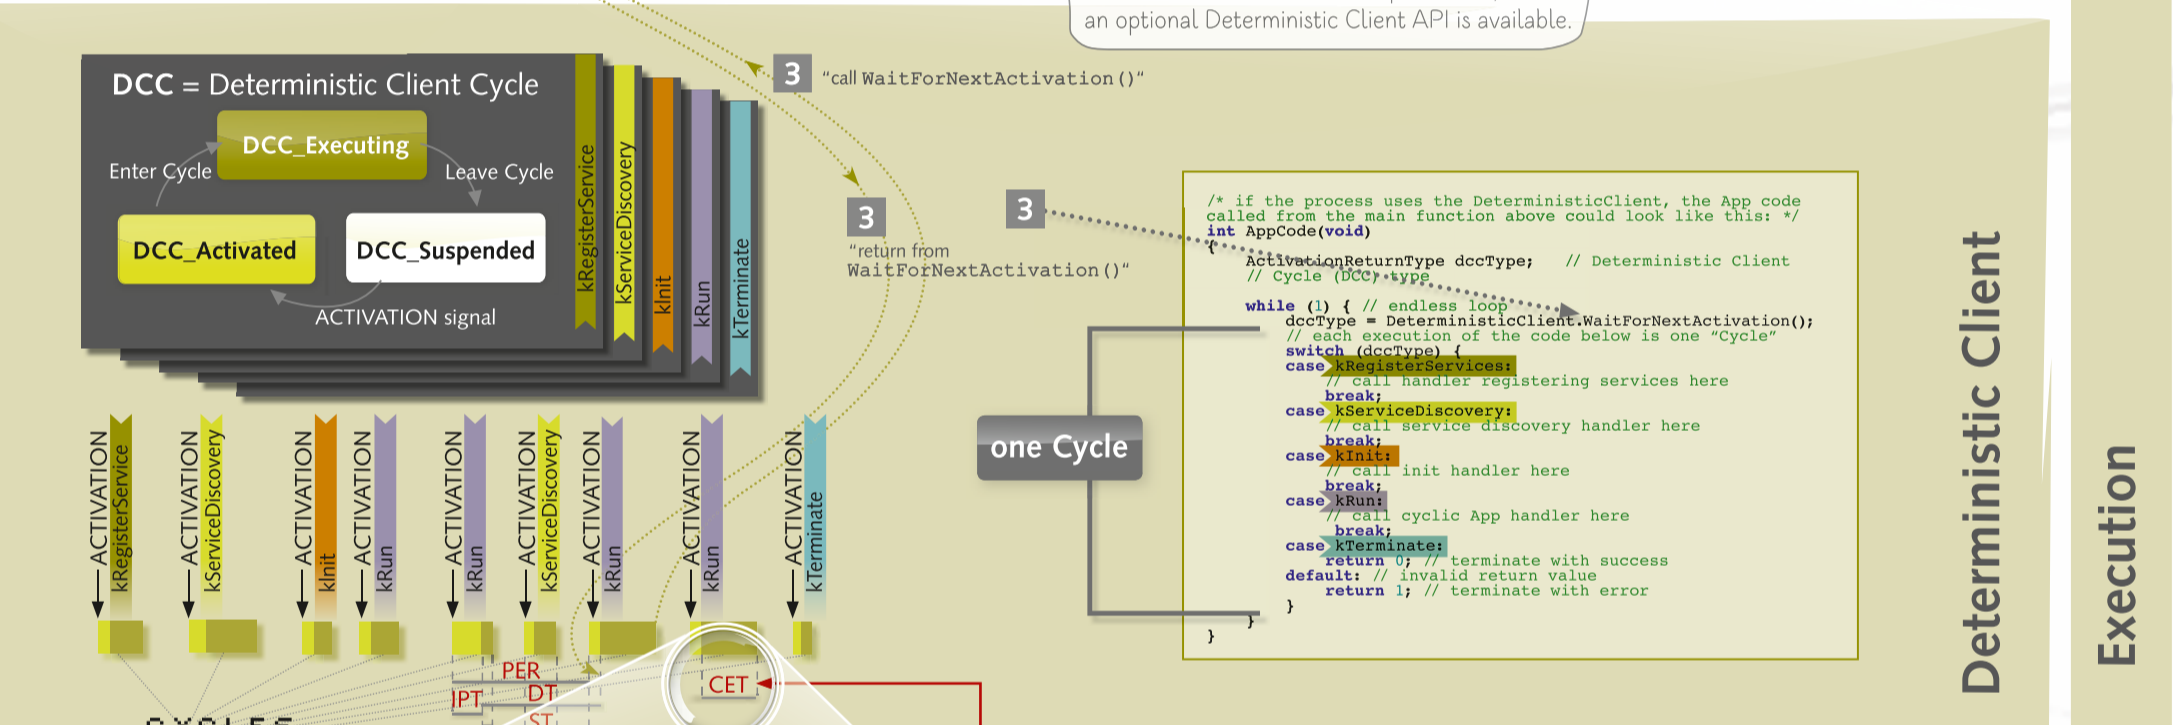 an optional Deterministic Client API is available.
DCC = Deterministic Client Cycle
DCC_Executing
Enter Cycle
Leave Cycle
DCC_Activated
DCC_Suspended
ACTIVATION signal
kRegisterService
kServiceDiscovery
kInit
kRun
kTerminate
3
“call WaitForNextActivation()“
3
“return from
WaitForNextActivation()“
3
/* if the process uses the DeterministicClient, the App code
called from the main function above could look like this: */
int AppCode(void)
{
ActivationReturnType dccType; // Deterministic Client
// Cycle (DCC) type
while (1) { // endless loop
dccType = DeterministicClient.WaitForNextActivation();
// each execution of the code below is one “Cycle”
switch (dccType) {
case kRegisterServices:
// call handler registering services here
break;
case kServiceDiscovery:
// call service discovery handler here
break;
case kInit:
// call init handler here
break;
case kRun:
// call cyclic App handler here
break;
case kTerminate:
return 0; // terminate with success
default: // invalid return value
return 1; // terminate with error
}
}
}
one Cycle
ACTIVATION
kRegisterService
ACTIVATION
kServiceDiscovery
ACTIVATION
kInit
ACTIVATION
kRun
ACTIVATION
kRun
ACTIVATION
kServiceDiscovery
ACTIVATION
kRun
ACTIVATION
kRun
ACTIVATION
kTerminate
PER
IPT
DT
ST
CET
Deterministic Client
Execution